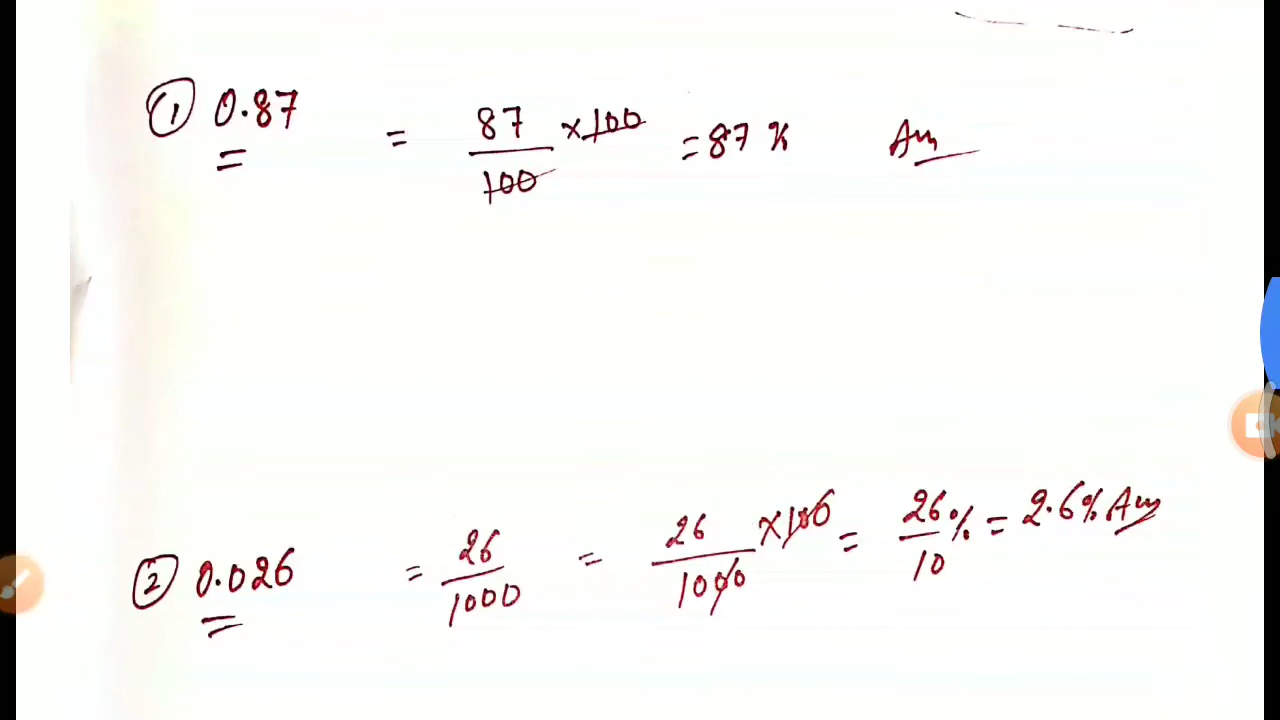 ① 0.87 = 87/100 ×100 = 87 % Ans
② 0.026 = 26/1000 = 26/1000 ×100 = 26/10 % = 2.6% Ans